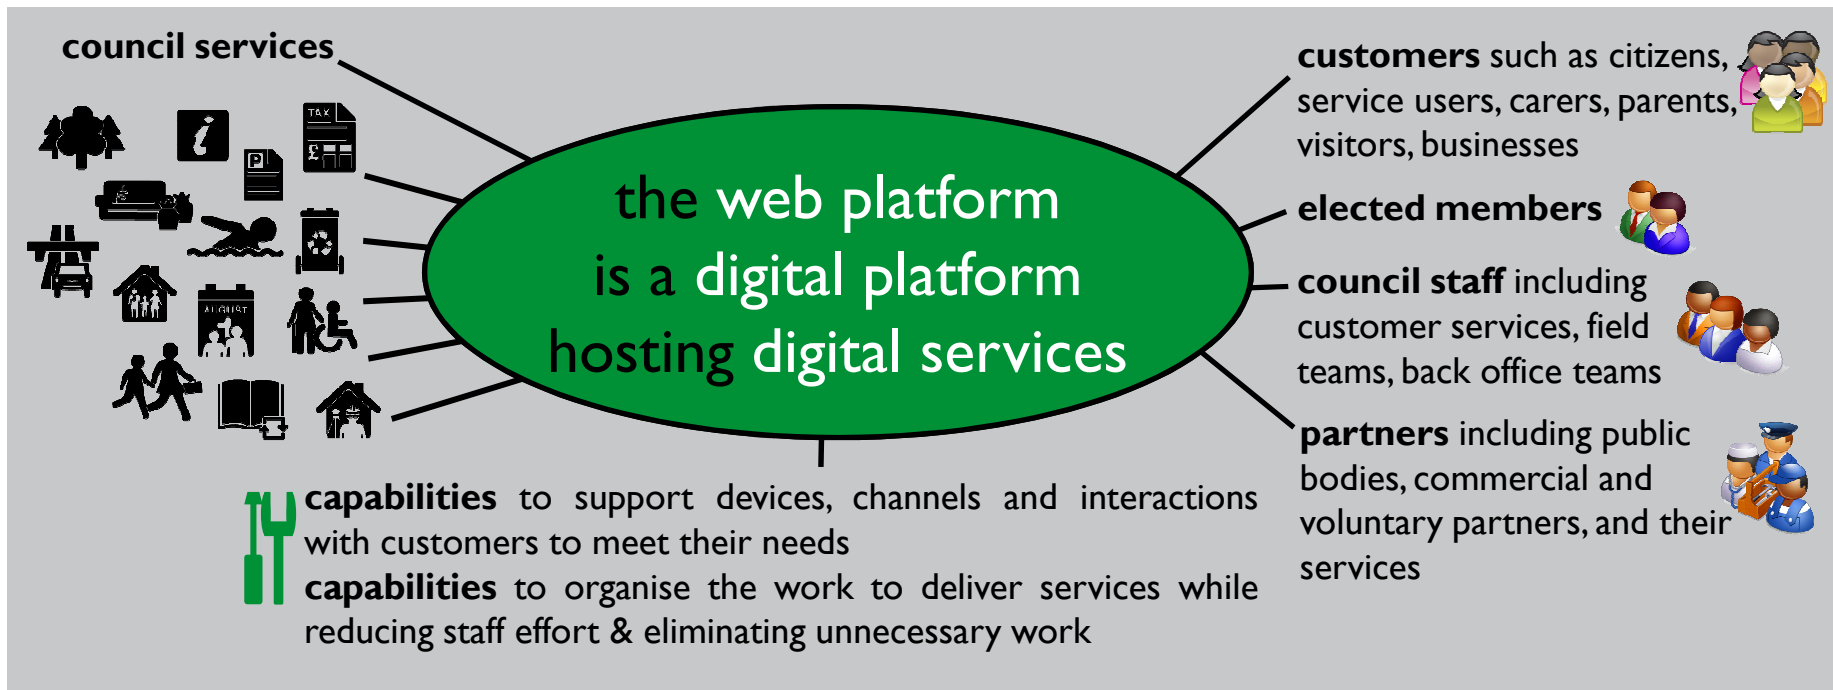 council services
TAX
£
i
P
AUGUST
the web platform
is a digital platform
hosting digital services
customers such as citizens,
service users, carers, parents,
visitors, businesses
elected members
council staff including
customer services, field
teams, back office teams
partners including public
bodies, commercial and
voluntary partners, and their
services
capabilities to support devices, channels and interactions
with customers to meet their needs
capabilities to organise the work to deliver services while
reducing staff effort & eliminating unnecessary work